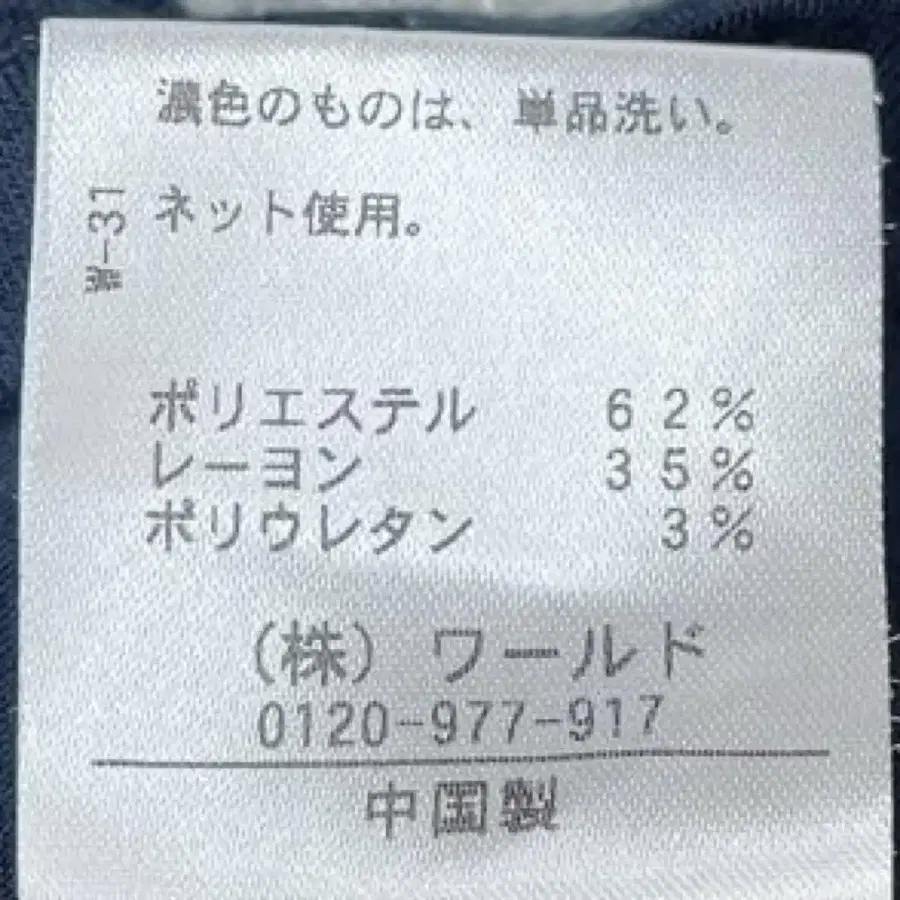 濃色のものは、単品洗い。
ネット使用。
W-31
ポリエステル 62%
レーヨン 35%
ポリウレタン 3%
(株) ワールド
0120-977-917
中国製